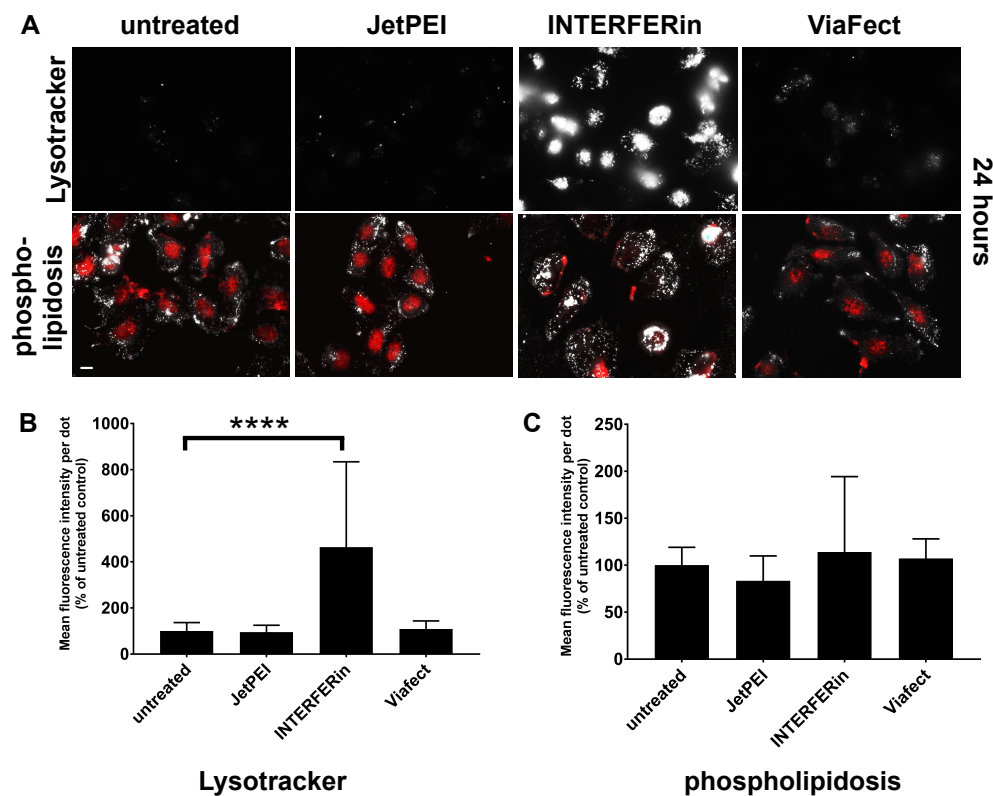 A
untreated
JetPEI
INTERFERin
ViaFect
Lysotracker
phospho-
lipidosis
24 hours
B
Mean fluorescence intensity per dot
(% of untreated control)
1000
800
600
400
200
0
****
untreated
JetPEI
INTERFERin
Viafect
Lysotracker
C
Mean fluorescence intensity per dot
(% of untreated control)
250
200
150
100
50
0
untreated
JetPEI
INTERFERin
Viafect
phospholipidosis